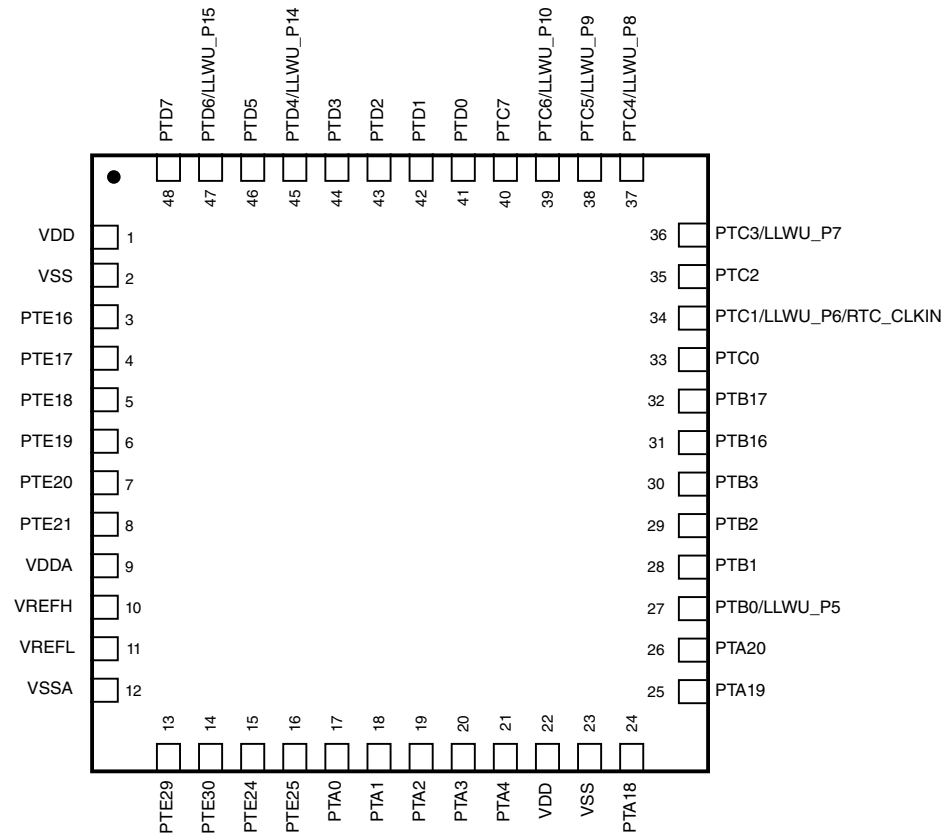 PTD7
PTD6/LLWU_P15
PTD5
PTD4/LLWU_P14
PTD3
PTD2
PTD1
PTD0
PTC7
PTC6/LLWU_P10
PTC5/LLWU_P9
PTC4/LLWU_P8
48
47
46
45
44
43
42
41
40
39
38
37
VDD 1
VSS 2
PTE16 3
PTE17 4
PTE18 5
PTE19 6
PTE20 7
PTE21 8
VDDA 9
VREFH 10
VREFL 11
VSSA 12
36 PTC3/LLWU_P7
35 PTC2
34 PTC1/LLWU_P6/RTC_CLKIN
33 PTC0
32 PTB17
31 PTB16
30 PTB3
29 PTB2
28 PTB1
27 PTB0/LLWU_P5
26 PTA20
25 PTA19
13
14
15
16
17
18
19
20
21
22
23
24
PTE29
PTE30
PTE24
PTE25
PTA0
PTA1
PTA2
PTA3
PTA4
VDD
VSS
PTA18